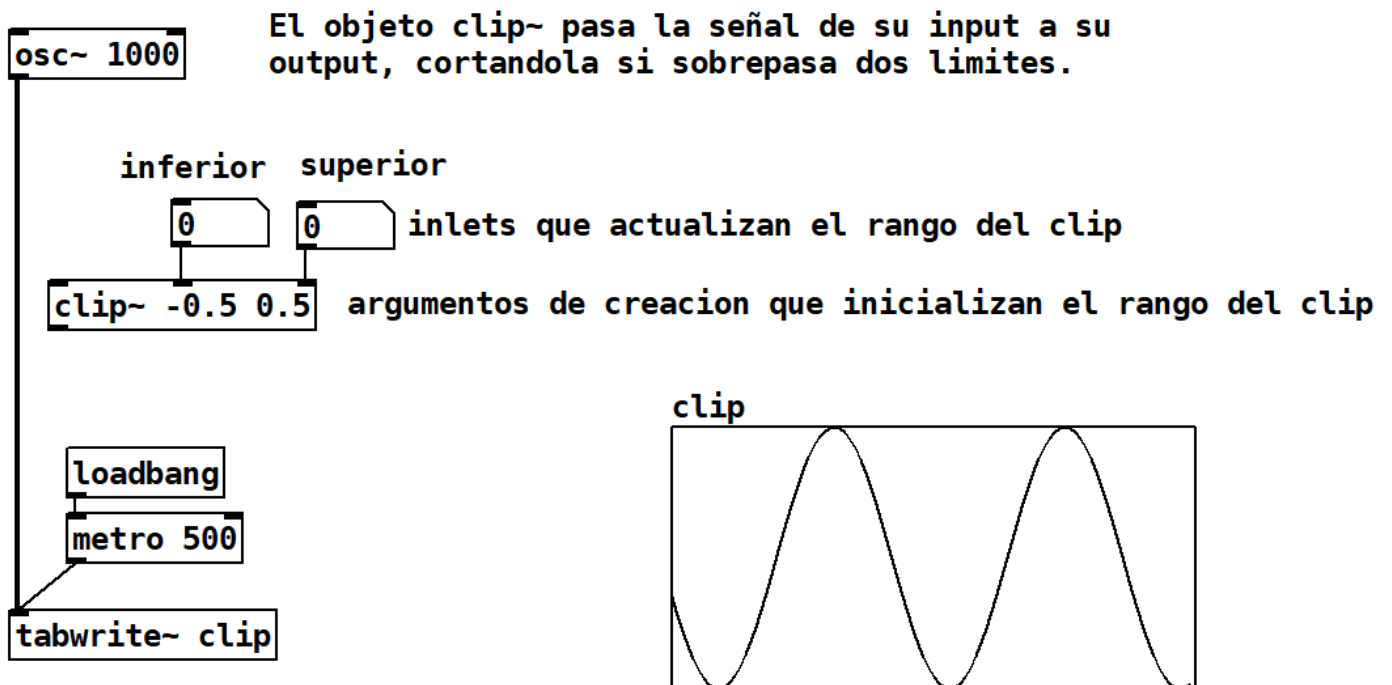 osc~ 1000
El objeto clip~ pasa la señal de su input a su
output, cortandola si sobrepasa dos limites.
inferior
superior
0
0
inlets que actualizan el rango del clip
clip~ -0.5 0.5
argumentos de creacion que inicializan el rango del clip
clip
loadbang
metro 500
tabwrite~ clip